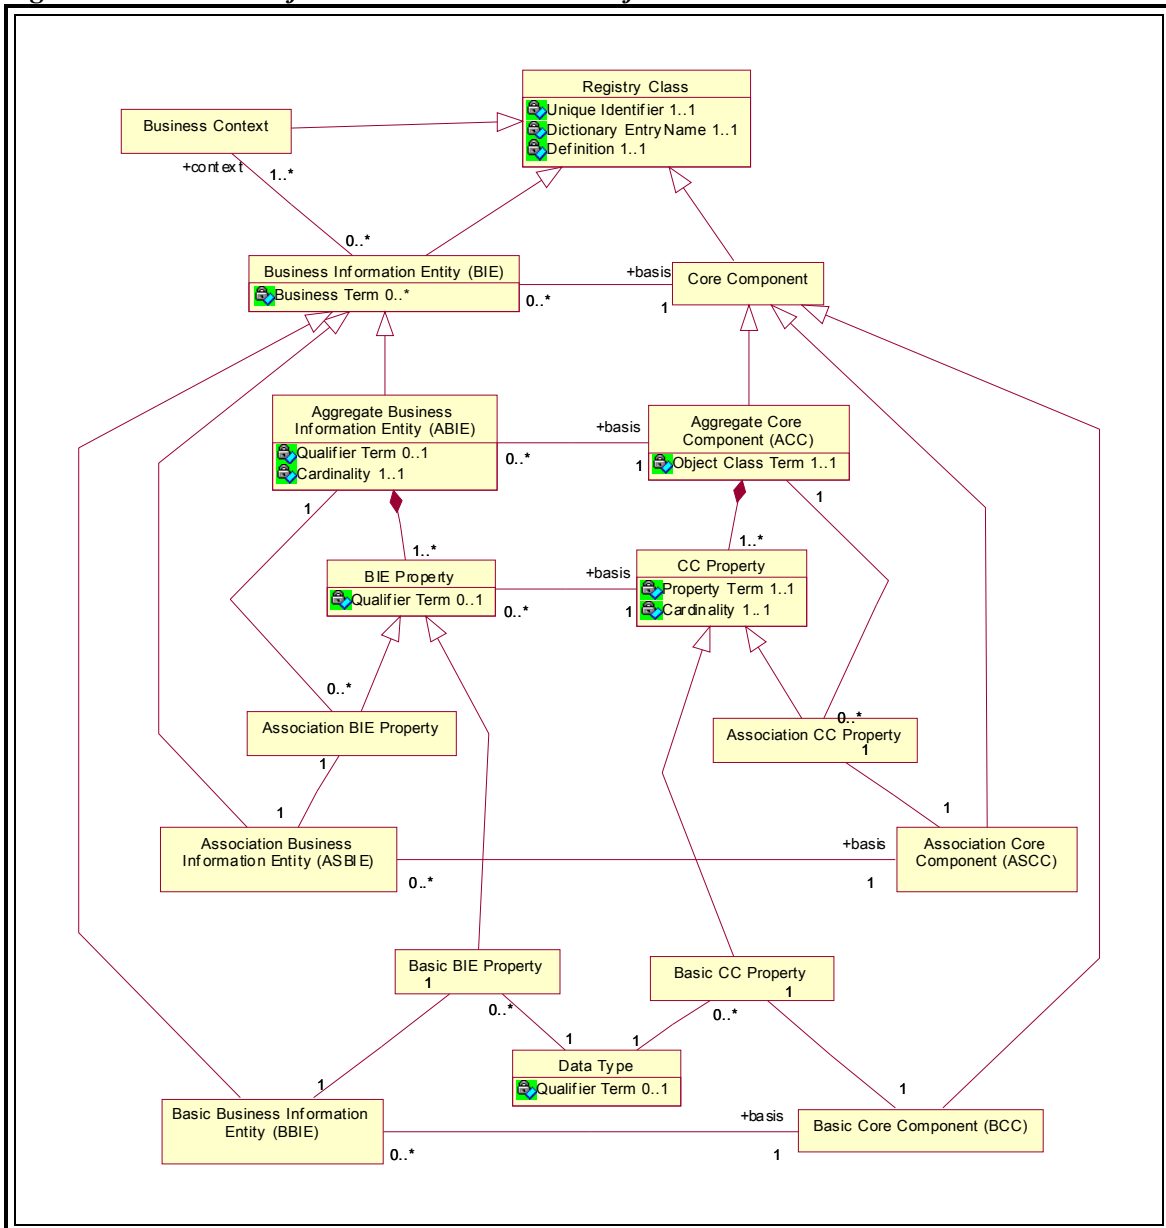 Registry Class
Unique Identifier 1..1
Dictionary EntryName 1..1
Definition 1..1
Business Context
+context
1..*
0..*
Business Information Entity (BIE)
Business Term 0..*
+basis
0..*
1
Core Component
Aggregate Business
Information Entity (ABIE)
Qualifier Term 0..1
Cardinality 1..1
+basis
0..*
1
Aggregate Core
Component (ACC)
Object Class Term 1..1
1
1
1..*
1..*
BIE Property
Qualifier Term 0..1
+basis
0..*
1
CC Property
Property Term 1..1
Cardinality 1..1
0..*
Association BIE Property
1
0..*
Association CC Property
1
1
1
Association Business
Information Entity (ASBIE)
+basis
0..*
1
Association Core
Component (ASCC)
Basic BIE Property
1
0..*
Basic CC Property
1
0..*
1
1
Data Type
Qualifier Term 0..1
1
1
Basic Business Information
Entity (BBIE)
+basis
0..*
1
Basic Core Component (BCC)